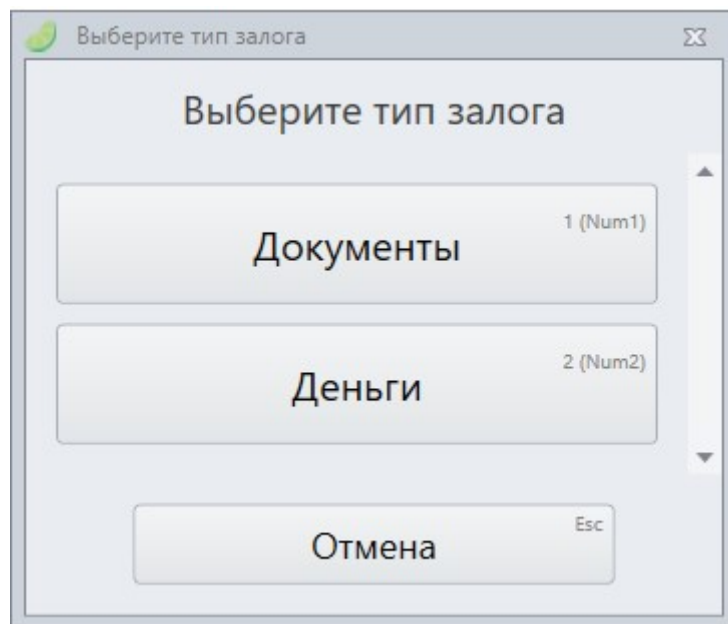 Выберите тип залога
Выберите тип залога
1 (Num1)
Документы
2 (Num2)
Деньги
Esc
Отмена